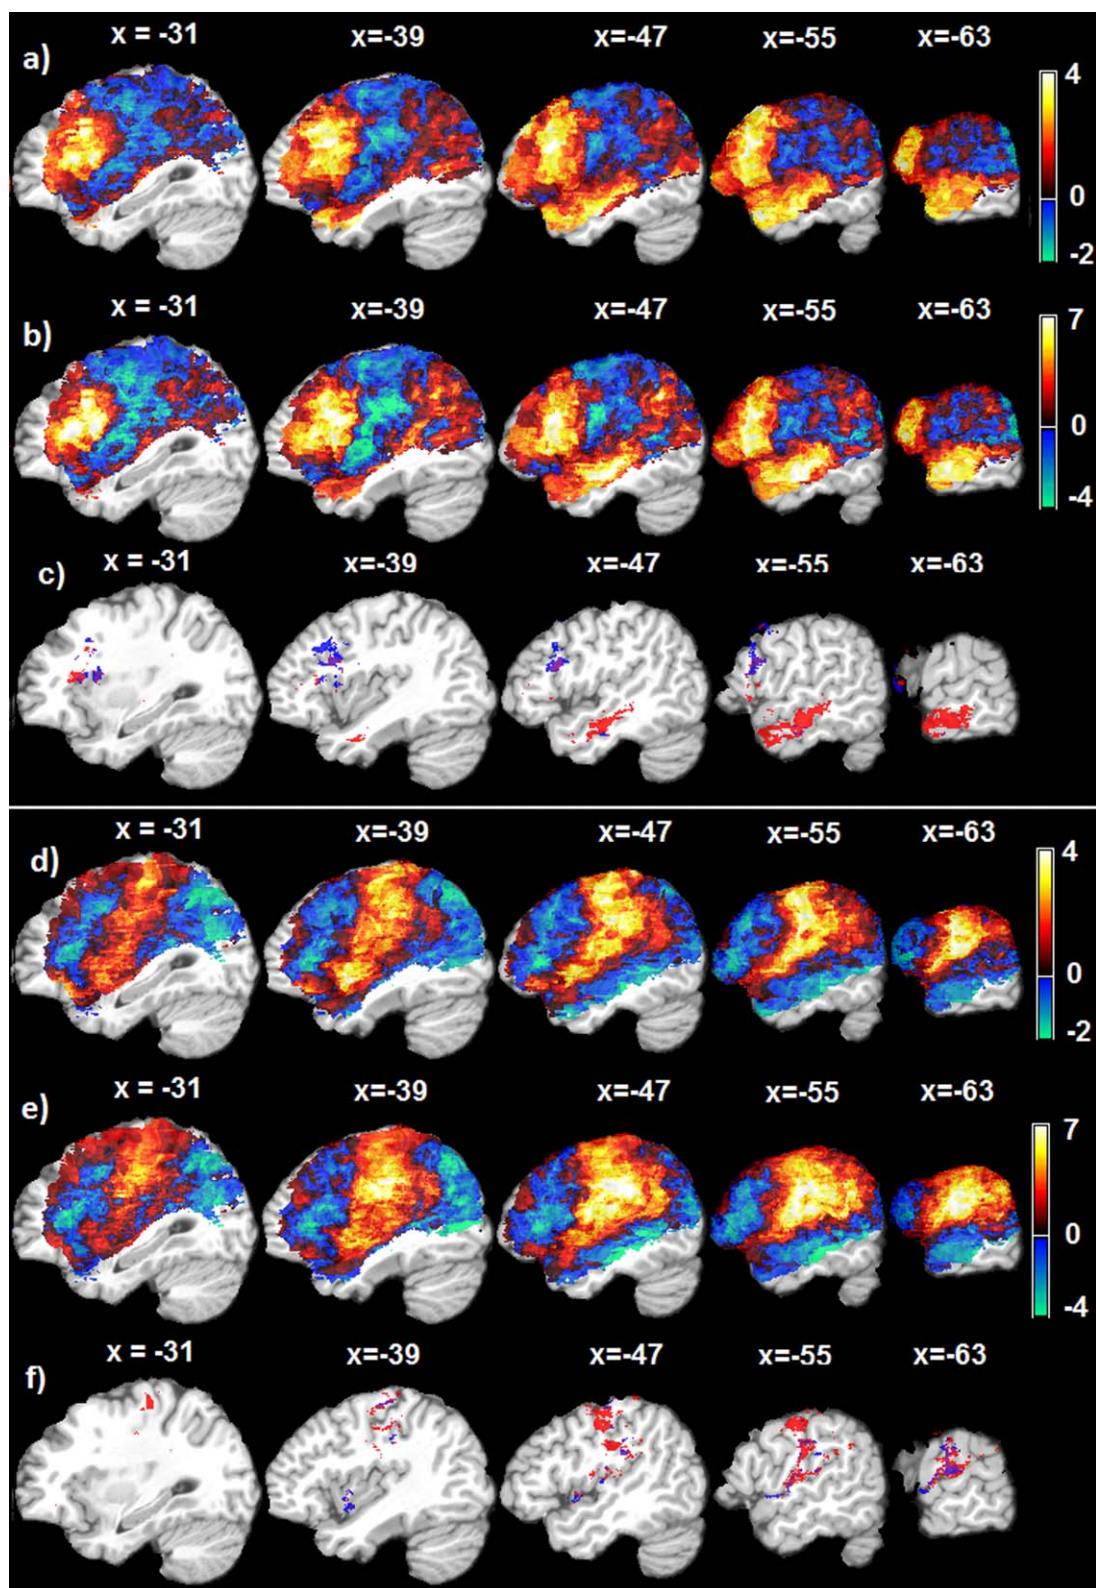 x = -31 x=-39 x=-47 x=-55 x=-63
a)
4
0
-2
x = -31 x=-39 x=-47 x=-55 x=-63
b)
7
0
-4
x = -31 x=-39 x=-47 x=-55 x=-63
c)
x = -31 x=-39 x=-47 x=-55 x=-63
d)
4
0
-2
x = -31 x=-39 x=-47 x=-55 x=-63
e)
7
0
-4
x = -31 x=-39 x=-47 x=-55 x=-63
f)